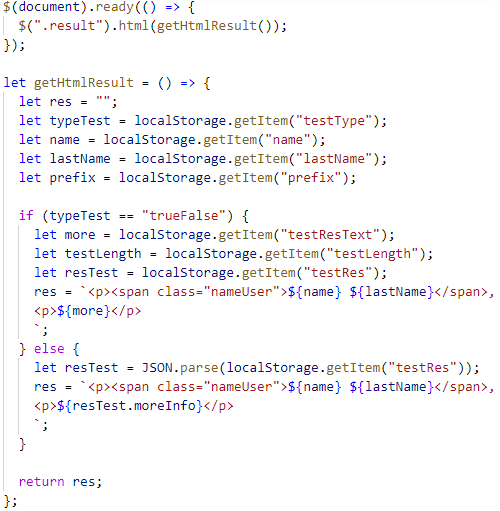 $(document).ready(() => {
  $(".result").html(getHtmlResult());
});

let getHtmlResult = () => {
  let res = "";
  let typeTest = localStorage.getItem("testType");
  let name = localStorage.getItem("name");
  let lastName = localStorage.getItem("lastName");
  let prefix = localStorage.getItem("prefix");

  if (typeTest == "trueFalse") {
    let more = localStorage.getItem("testResText");
    let testLength = localStorage.getItem("testLength");
    let resTest = localStorage.getItem("testRes");
    res = `<p><span class="nameUser">${name} ${lastName}</span>,
    <p>${more}</p>
    `;
  } else {
    let resTest = JSON.parse(localStorage.getItem("testRes"));
    res = `<p><span class="nameUser">${name} ${lastName}</span>,
    <p>${resTest.moreInfo}</p>
    `;
  }

  return res;
};